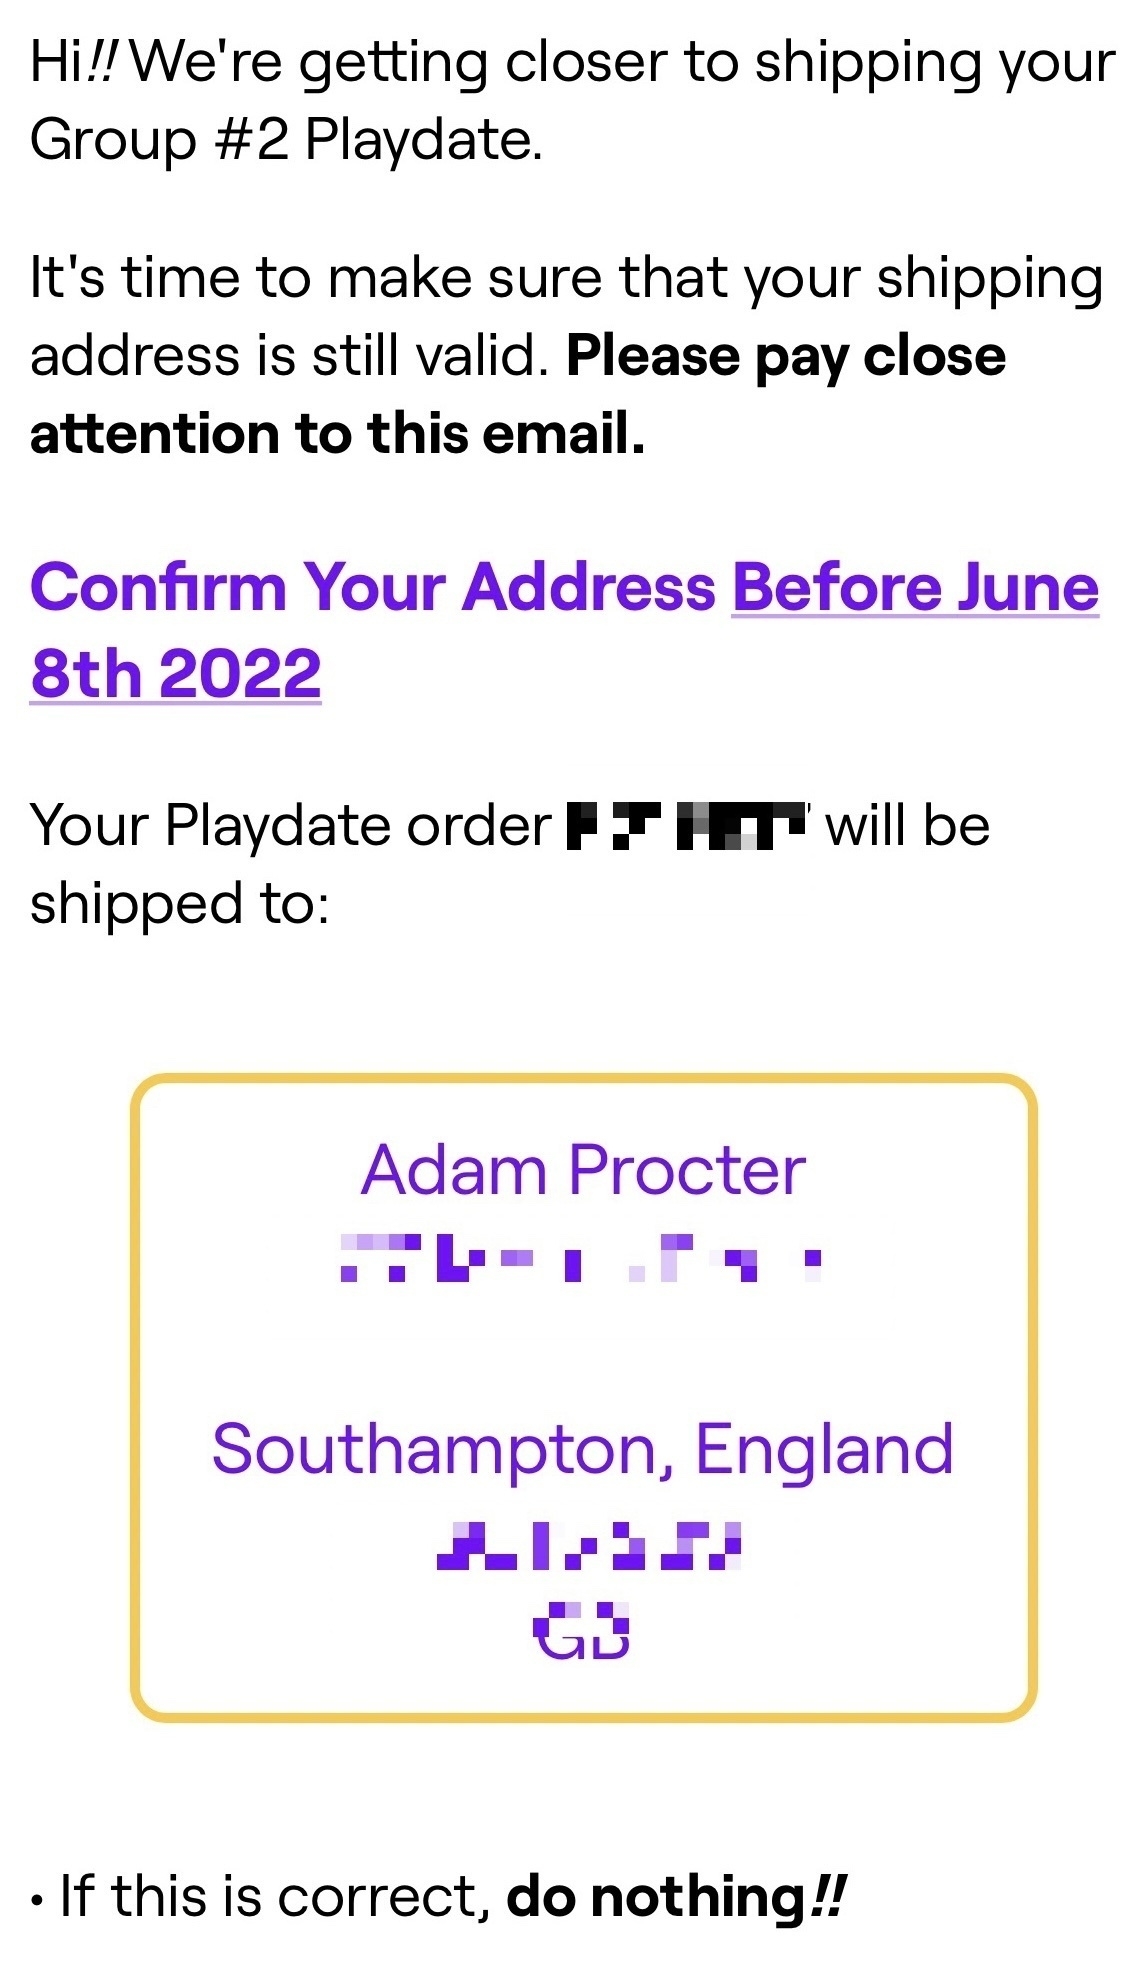 Hi!! We're getting closer to shipping your
Group #2 Playdate.
It's time to make sure that your shipping
address is still valid. Please pay close
attention to this email.
Confirm Your Address Before June
8th 2022
Your Playdate order will be
shipped to:
Adam Procter
Southampton, England
GB
• If this is correct, do nothing!!